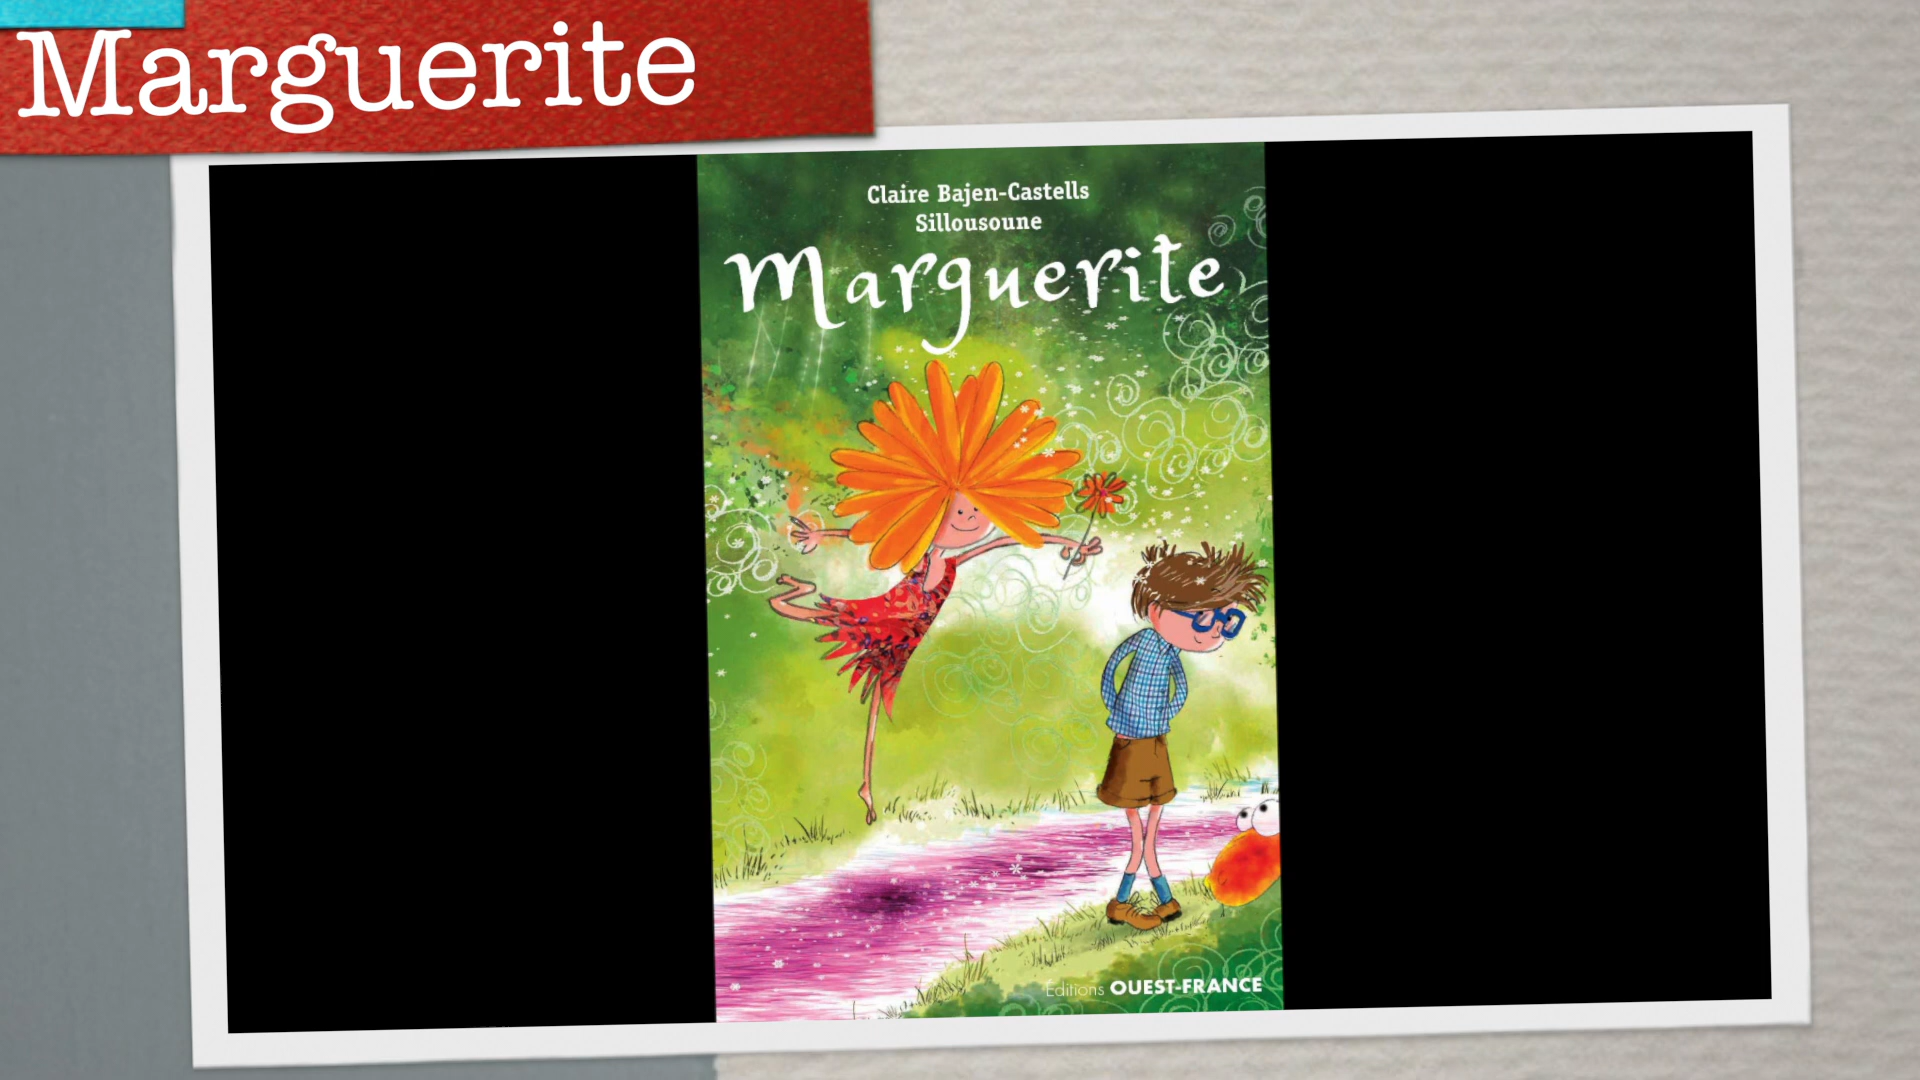 Marguerite
Claire Bajen-Castells
Sillousoune
Marguerite
Éditions OUEST-FRANCE